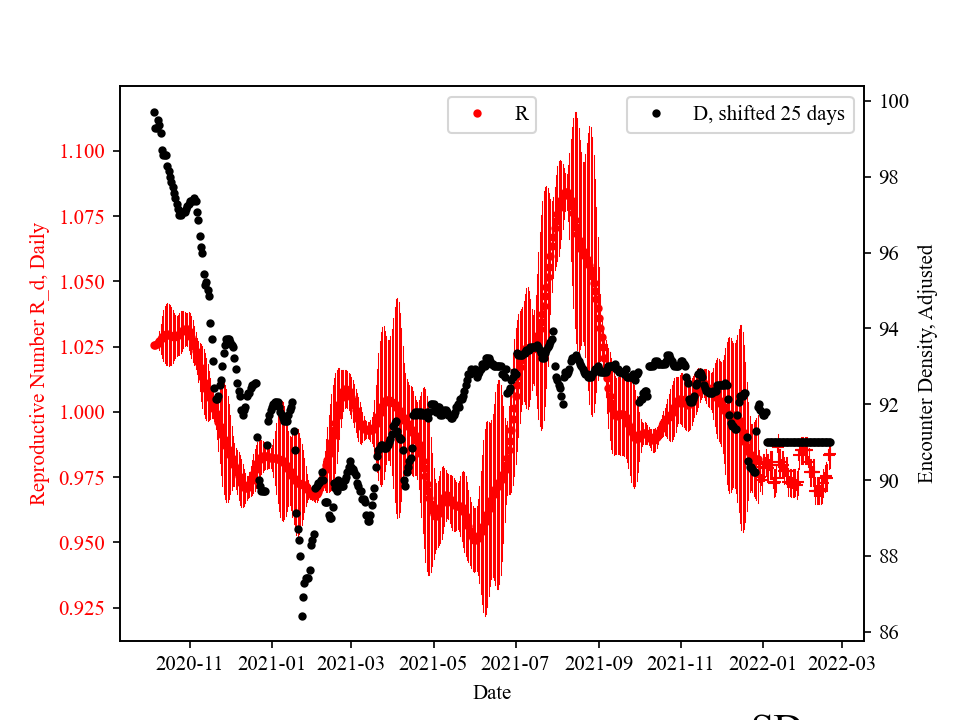 R
D, shifted 25 days
Reproductive Number R_d, Daily
1.100
1.075
1.050
1.025
1.000
0.975
0.950
0.925
100
98
96
94
92
90
88
86
Encounter Density, Adjusted
2020-11 2021-01 2021-03 2021-05 2021-07 2021-09 2021-11 2022-01 2022-03
Date
SD